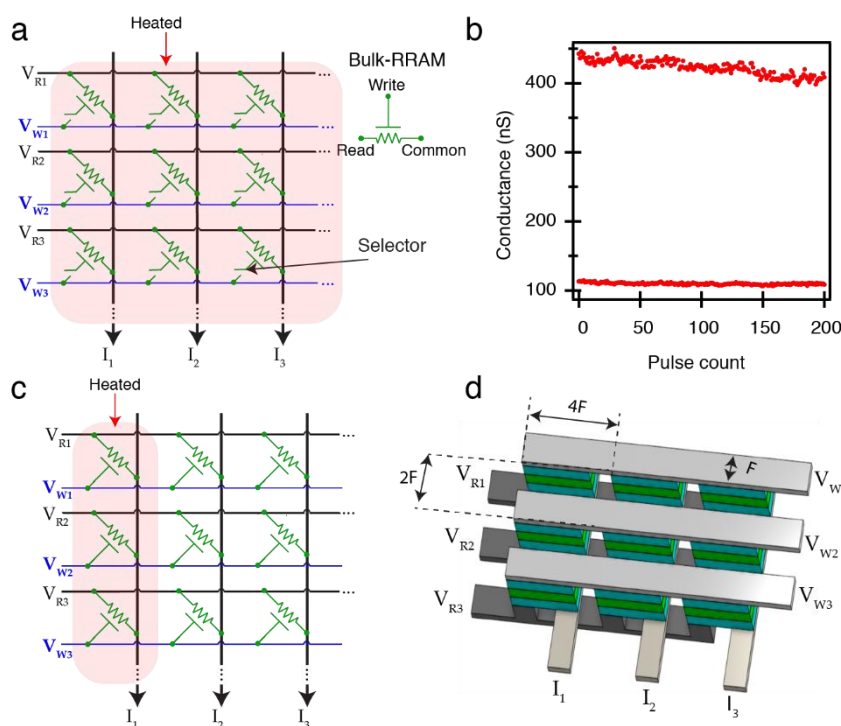 a
Heated
Bulk-RRAM
Write
Read
Common
V_R1
V_W1
V_R2
V_W2
V_R3
V_W3
Selector
...
...
...
...
...
...
I_1
I_2
I_3
b
Conductance (nS)
400
300
200
100
0
50
100
150
200
Pulse count
c
Heated
V_R1
V_W1
V_R2
V_W2
V_R3
V_W3
...
...
...
I_1
I_2
I_3
d
4F
F
2F
V_R1
V_R2
V_R3
V_W
V_W2
V_W3
I_1
I_2
I_3